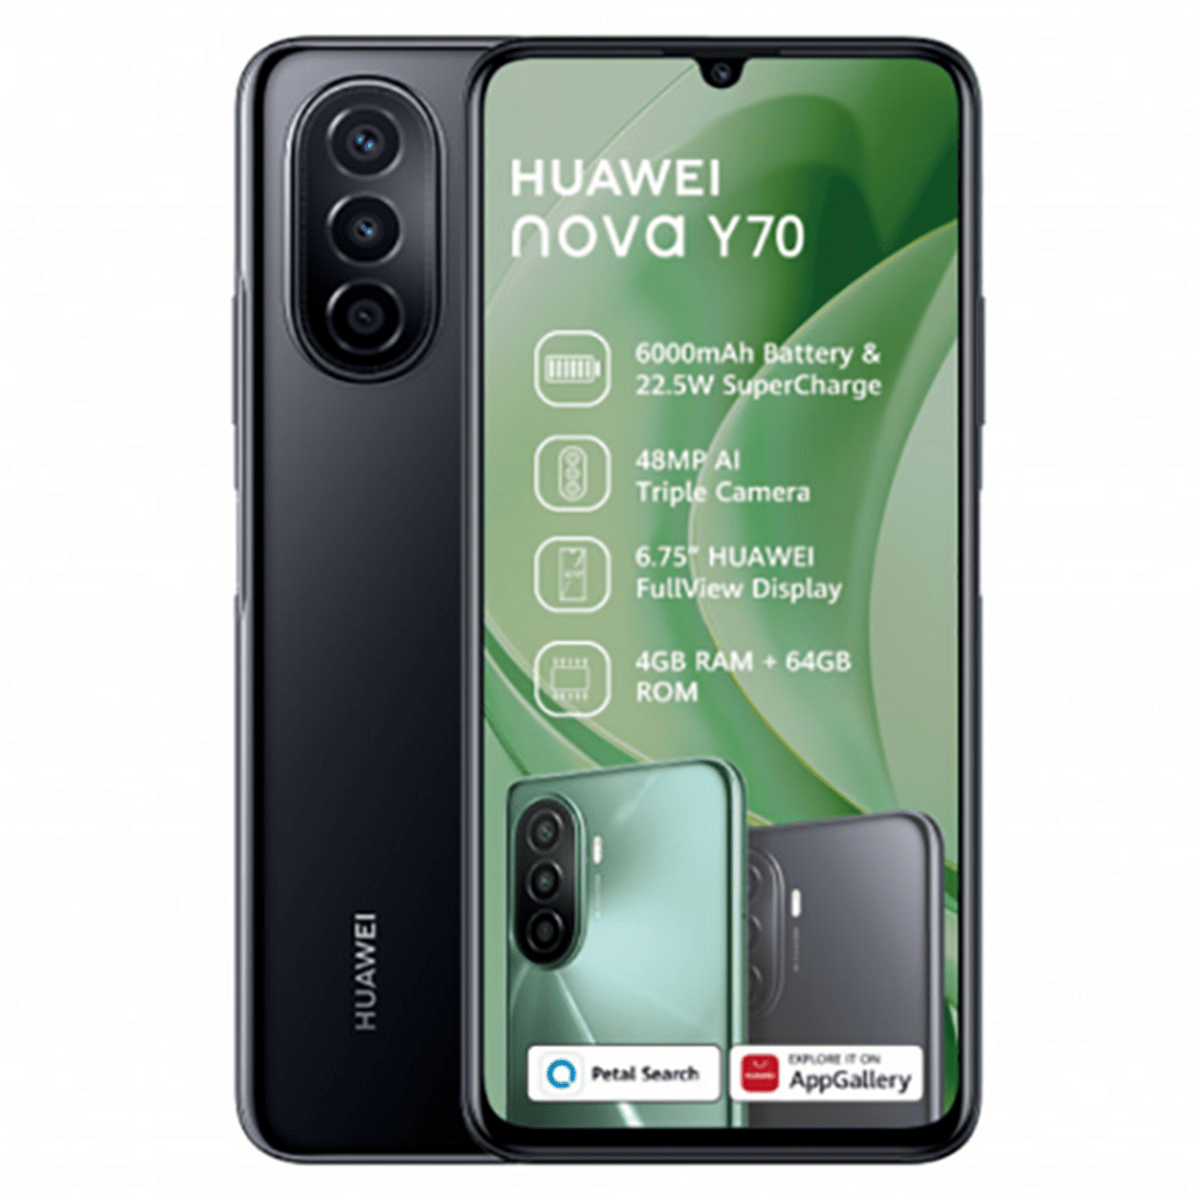 HUAWEI
nova Y70
6000mAh Battery &
22.5W SuperCharge
48MP AI
Triple Camera
6.75" HUAWEI
FullView Display
4GB RAM + 64GB
ROM
HUAWEI
Petal Search
HUAWEI
EXPLORE IT ON
AppGallery